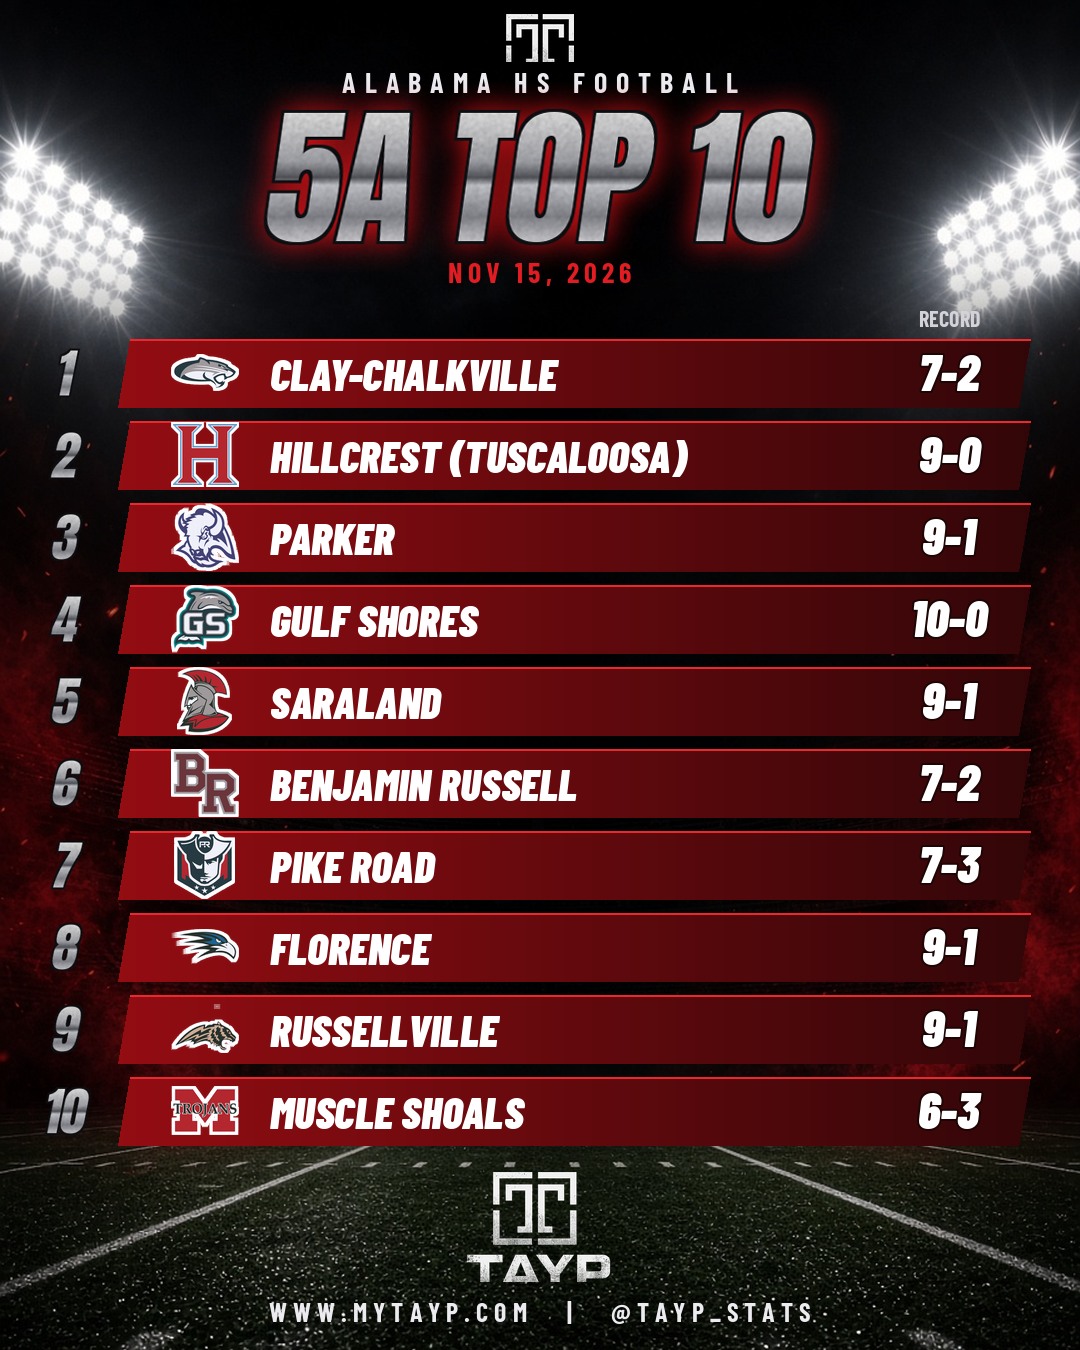 ALABAMA HS FOOTBALL
5A TOP 10
NOV 15, 2026
RECORD
1 CLAY-CHALKVILLE 7-2
2 H HILLCREST (TUSCALOOSA) 9-0
3 PARKER 9-1
4 GS GULF SHORES 10-0
5 SARALAND 9-1
6 BR BENJAMIN RUSSELL 7-2
7 PR PIKE ROAD 7-3
8 FLORENCE 9-1
9 RUSSELLVILLE 9-1
10 M TROJANS MUSCLE SHOALS 6-3
TAYP
WWW.MYTAYP.COM | @TAYP_STATS